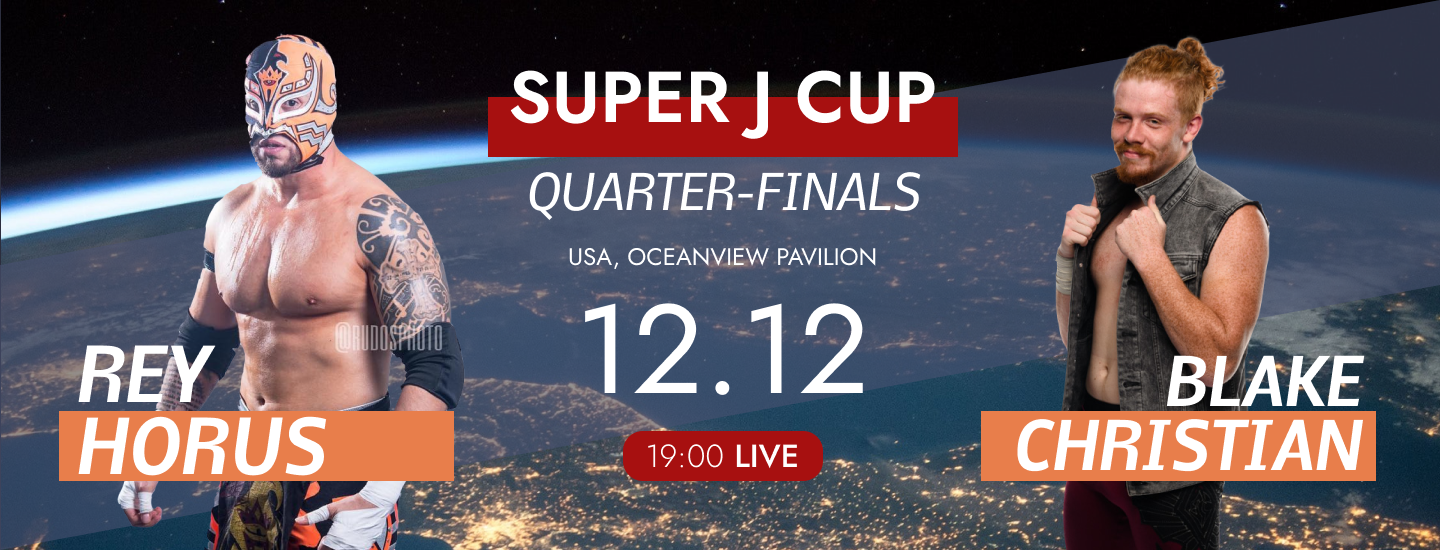 SUPER J CUP
QUARTER-FINALS
USA, OCEANVIEW PAVILION
12.12
19:00 LIVE
@RUDOSPHOTO
REY
HORUS
BLAKE
CHRISTIAN